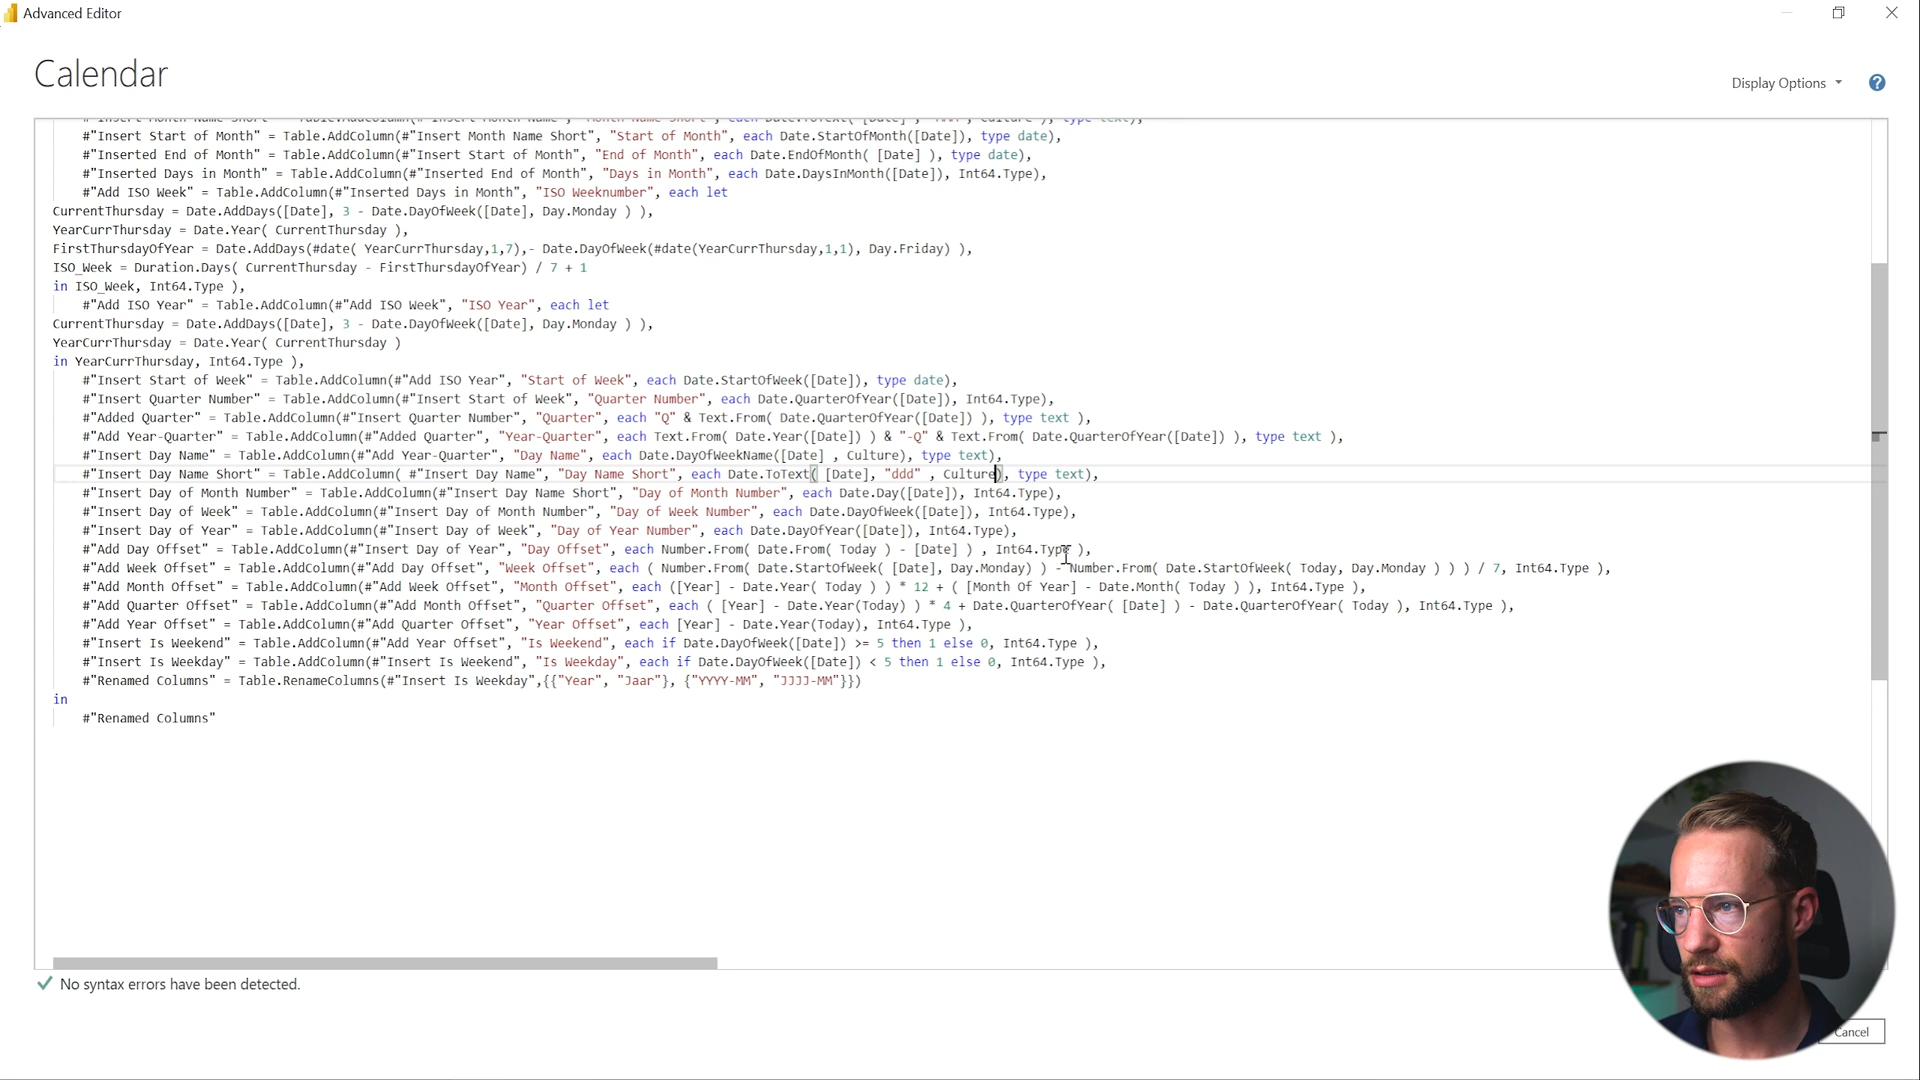 Advanced Editor
Calendar
Display Options
#"Insert Start of Month" = Table.AddColumn(#"Insert Month Name Short", "Start of Month", each Date.StartOfMonth([Date]), type date),
#"Inserted End of Month" = Table.AddColumn(#"Insert Start of Month", "End of Month", each Date.EndOfMonth( [Date] ), type date),
#"Inserted Days in Month" = Table.AddColumn(#"Inserted End of Month", "Days in Month", each Date.DaysInMonth([Date]), Int64.Type),
#"Add ISO Week" = Table.AddColumn(#"Inserted Days in Month", "ISO Weeknumber", each let
CurrentThursday = Date.AddDays([Date], 3 - Date.DayOfWeek([Date], Day.Monday ) ),
YearCurrThursday = Date.Year( CurrentThursday ),
FirstThursdayOfYear = Date.AddDays(#date( YearCurrThursday,1,7),- Date.DayOfWeek(#date(YearCurrThursday,1,1), Day.Friday) ),
ISO_Week = Duration.Days( CurrentThursday - FirstThursdayOfYear) / 7 + 1
in ISO_Week, Int64.Type ),
#"Add ISO Year" = Table.AddColumn(#"Add ISO Week", "ISO Year", each let
CurrentThursday = Date.AddDays([Date], 3 - Date.DayOfWeek([Date], Day.Monday ) ),
YearCurrThursday = Date.Year( CurrentThursday )
in YearCurrThursday, Int64.Type ),
#"Insert Start of Week" = Table.AddColumn(#"Add ISO Year", "Start of Week", each Date.StartOfWeek([Date]), type date),
#"Insert Quarter Number" = Table.AddColumn(#"Insert Start of Week", "Quarter Number", each Date.QuarterOfYear([Date]), Int64.Type),
#"Added Quarter" = Table.AddColumn(#"Insert Quarter Number", "Quarter", each "Q" & Text.From( Date.QuarterOfYear([Date]) ), type text ),
#"Add Year-Quarter" = Table.AddColumn(#"Added Quarter", "Year-Quarter", each Text.From( Date.Year([Date]) ) & "-Q" & Text.From( Date.QuarterOfYear([Date]) ), type text ),
#"Insert Day Name" = Table.AddColumn(#"Add Year-Quarter", "Day Name", each Date.DayOfWeekName([Date] , Culture), type text),
#"Insert Day Name Short" = Table.AddColumn( #"Insert Day Name", "Day Name Short", each Date.ToText( [Date], "ddd" , Culture), type text),
#"Insert Day of Month Number" = Table.AddColumn(#"Insert Day Name Short", "Day of Month Number", each Date.Day([Date]), Int64.Type),
#"Insert Day of Week" = Table.AddColumn(#"Insert Day of Month Number", "Day of Week Number", each Date.DayOfWeek([Date]), Int64.Type),
#"Insert Day of Year" = Table.AddColumn(#"Insert Day of Week", "Day of Year Number", each Date.DayOfYear([Date]), Int64.Type),
#"Add Day Offset" = Table.AddColumn(#"Insert Day of Year", "Day Offset", each Number.From( Date.From( Today ) - [Date] ) , Int64.Type ),
#"Add Week Offset" = Table.AddColumn(#"Add Day Offset", "Week Offset", each ( Number.From( Date.StartOfWeek( [Date], Day.Monday) ) - Number.From( Date.StartOfWeek( Today, Day.Monday ) ) ) / 7, Int64.Type ),
#"Add Month Offset" = Table.AddColumn(#"Add Week Offset", "Month Offset", each ([Year] - Date.Year( Today ) ) * 12 + ( [Month Of Year] - Date.Month( Today ) ), Int64.Type ),
#"Add Quarter Offset" = Table.AddColumn(#"Add Month Offset", "Quarter Offset", each ( [Year] - Date.Year(Today) ) * 4 + Date.QuarterOfYear( [Date] ) - Date.QuarterOfYear( Today ), Int64.Type ),
#"Add Year Offset" = Table.AddColumn(#"Add Quarter Offset", "Year Offset", each [Year] - Date.Year(Today), Int64.Type ),
#"Insert Is Weekend" = Table.AddColumn(#"Add Year Offset", "Is Weekend", each if Date.DayOfWeek([Date]) >= 5 then 1 else 0, Int64.Type ),
#"Insert Is Weekday" = Table.AddColumn(#"Insert Is Weekend", "Is Weekday", each if Date.DayOfWeek([Date]) < 5 then 1 else 0, Int64.Type ),
#"Renamed Columns" = Table.RenameColumns(#"Insert Is Weekday",{{"Year", "Jaar"}, {"YYYY-MM", "JJJJ-MM"}})
in
#"Renamed Columns"
No syntax errors have been detected.
Cancel